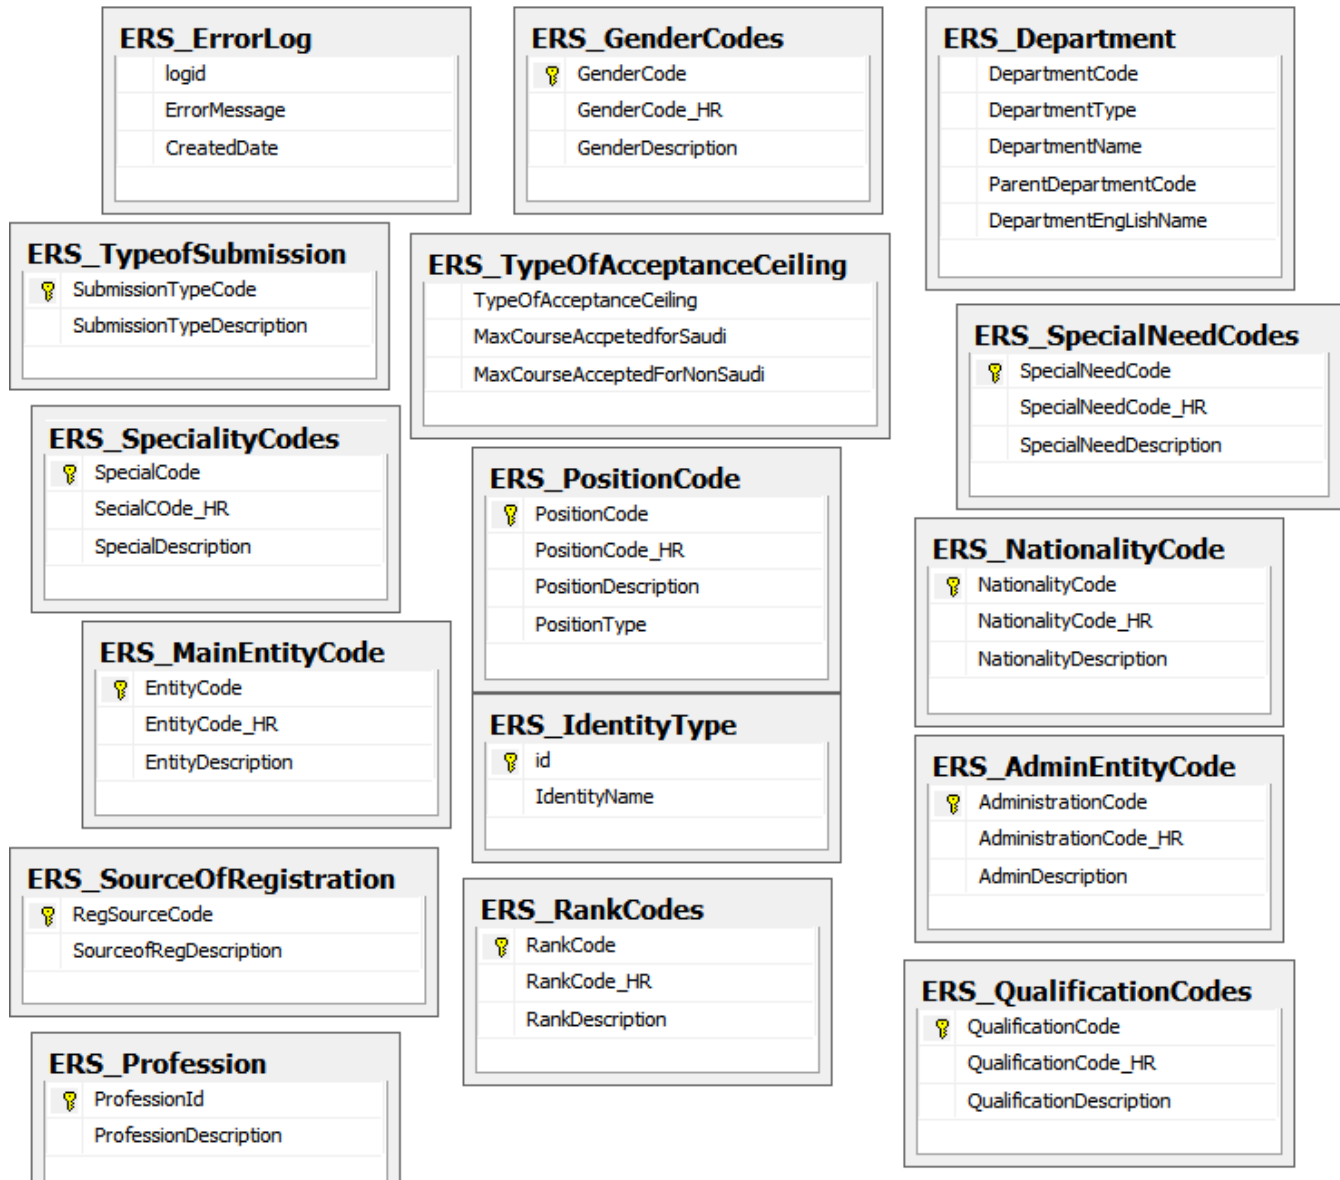 ERS_ErrorLog
logid
ErrorMessage
CreatedDate
ERS_GenderCodes
GenderCode
GenderCode_HR
GenderDescription
ERS_Department
DepartmentCode
DepartmentType
DepartmentName
ParentDepartmentCode
DepartmentEngLishName
ERS_TypeofSubmission
SubmissionTypeCode
SubmissionTypeDescription
ERS_TypeOfAcceptanceCeiling
TypeOfAcceptanceCeiling
MaxCourseAccpetedforSaudi
MaxCourseAcceptedForNonSaudi
ERS_SpecialNeedCodes
SpecialNeedCode
SpecialNeedCode_HR
SpecialNeedDescription
ERS_SpecialityCodes
SpecialCode
SecialCOde_HR
SpecialDescription
ERS_PositionCode
PositionCode
PositionCode_HR
PositionDescription
PositionType
ERS_NationalityCode
NationalityCode
NationalityCode_HR
NationalityDescription
ERS_MainEntityCode
EntityCode
EntityCode_HR
EntityDescription
ERS_IdentityType
id
IdentityName
ERS_AdminEntityCode
AdministrationCode
AdministrationCode_HR
AdminDescription
ERS_SourceOfRegistration
RegSourceCode
SourceofRegDescription
ERS_RankCodes
RankCode
RankCode_HR
RankDescription
ERS_QualificationCodes
QualificationCode
QualificationCode_HR
QualificationDescription
ERS_Profession
ProfessionId
ProfessionDescription